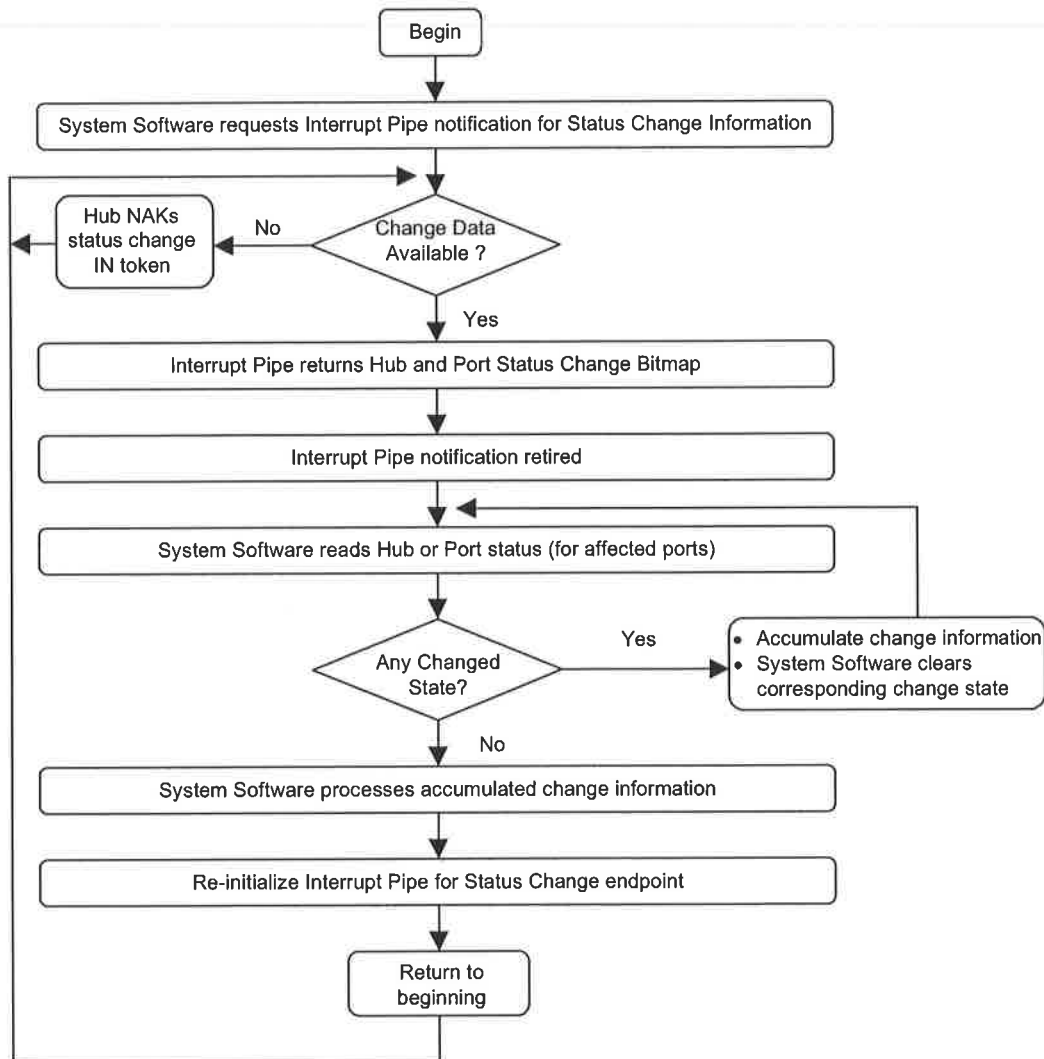 Begin
System Software requests Interrupt Pipe notification for Status Change Information
Hub NAKs
status change
IN token
No
Change Data
Available ?
Yes
Interrupt Pipe returns Hub and Port Status Change Bitmap
Interrupt Pipe notification retired
System Software reads Hub or Port status (for affected ports)
Any Changed
State?
Yes
• Accumulate change information
• System Software clears
corresponding change state
No
System Software processes accumulated change information
Re-initialize Interrupt Pipe for Status Change endpoint
Return to
beginning